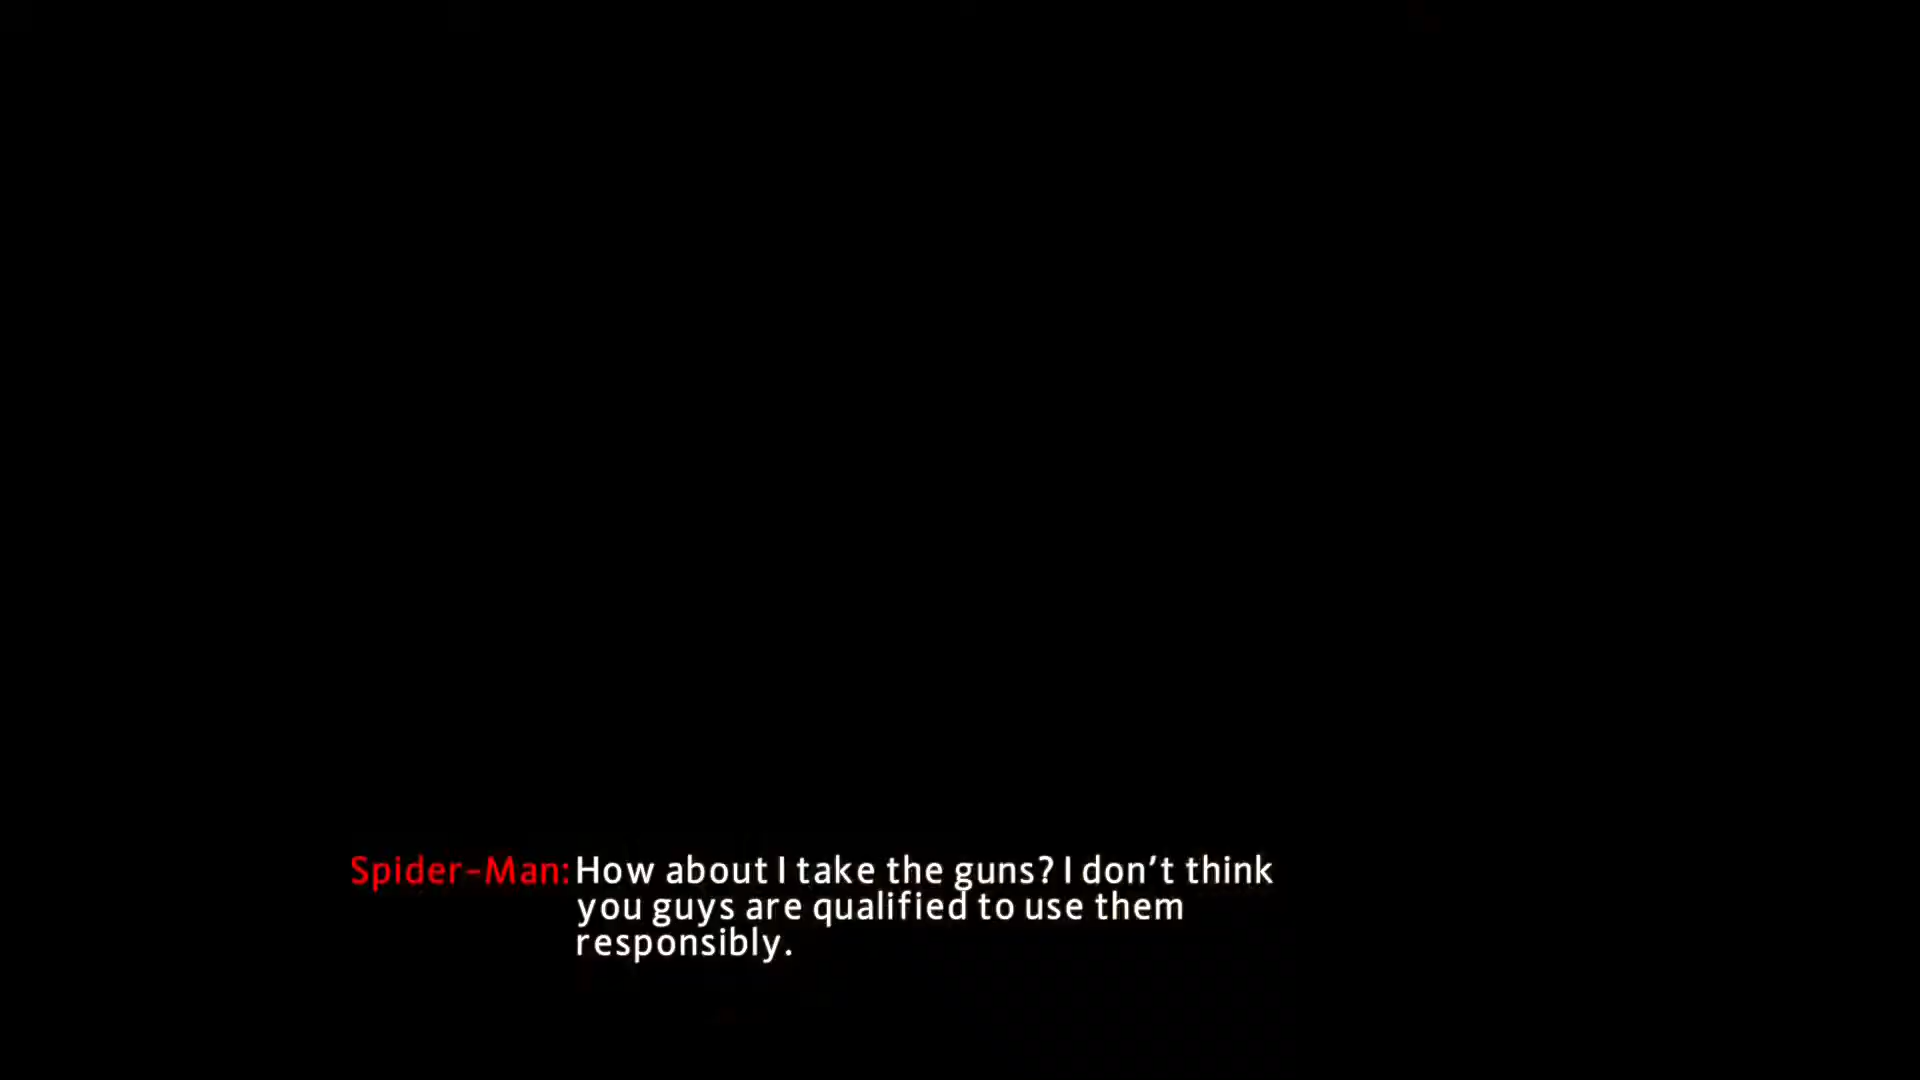 Spider-Man: How about I take the guns? I don't think
you guys are qualified to use them
responsibly.